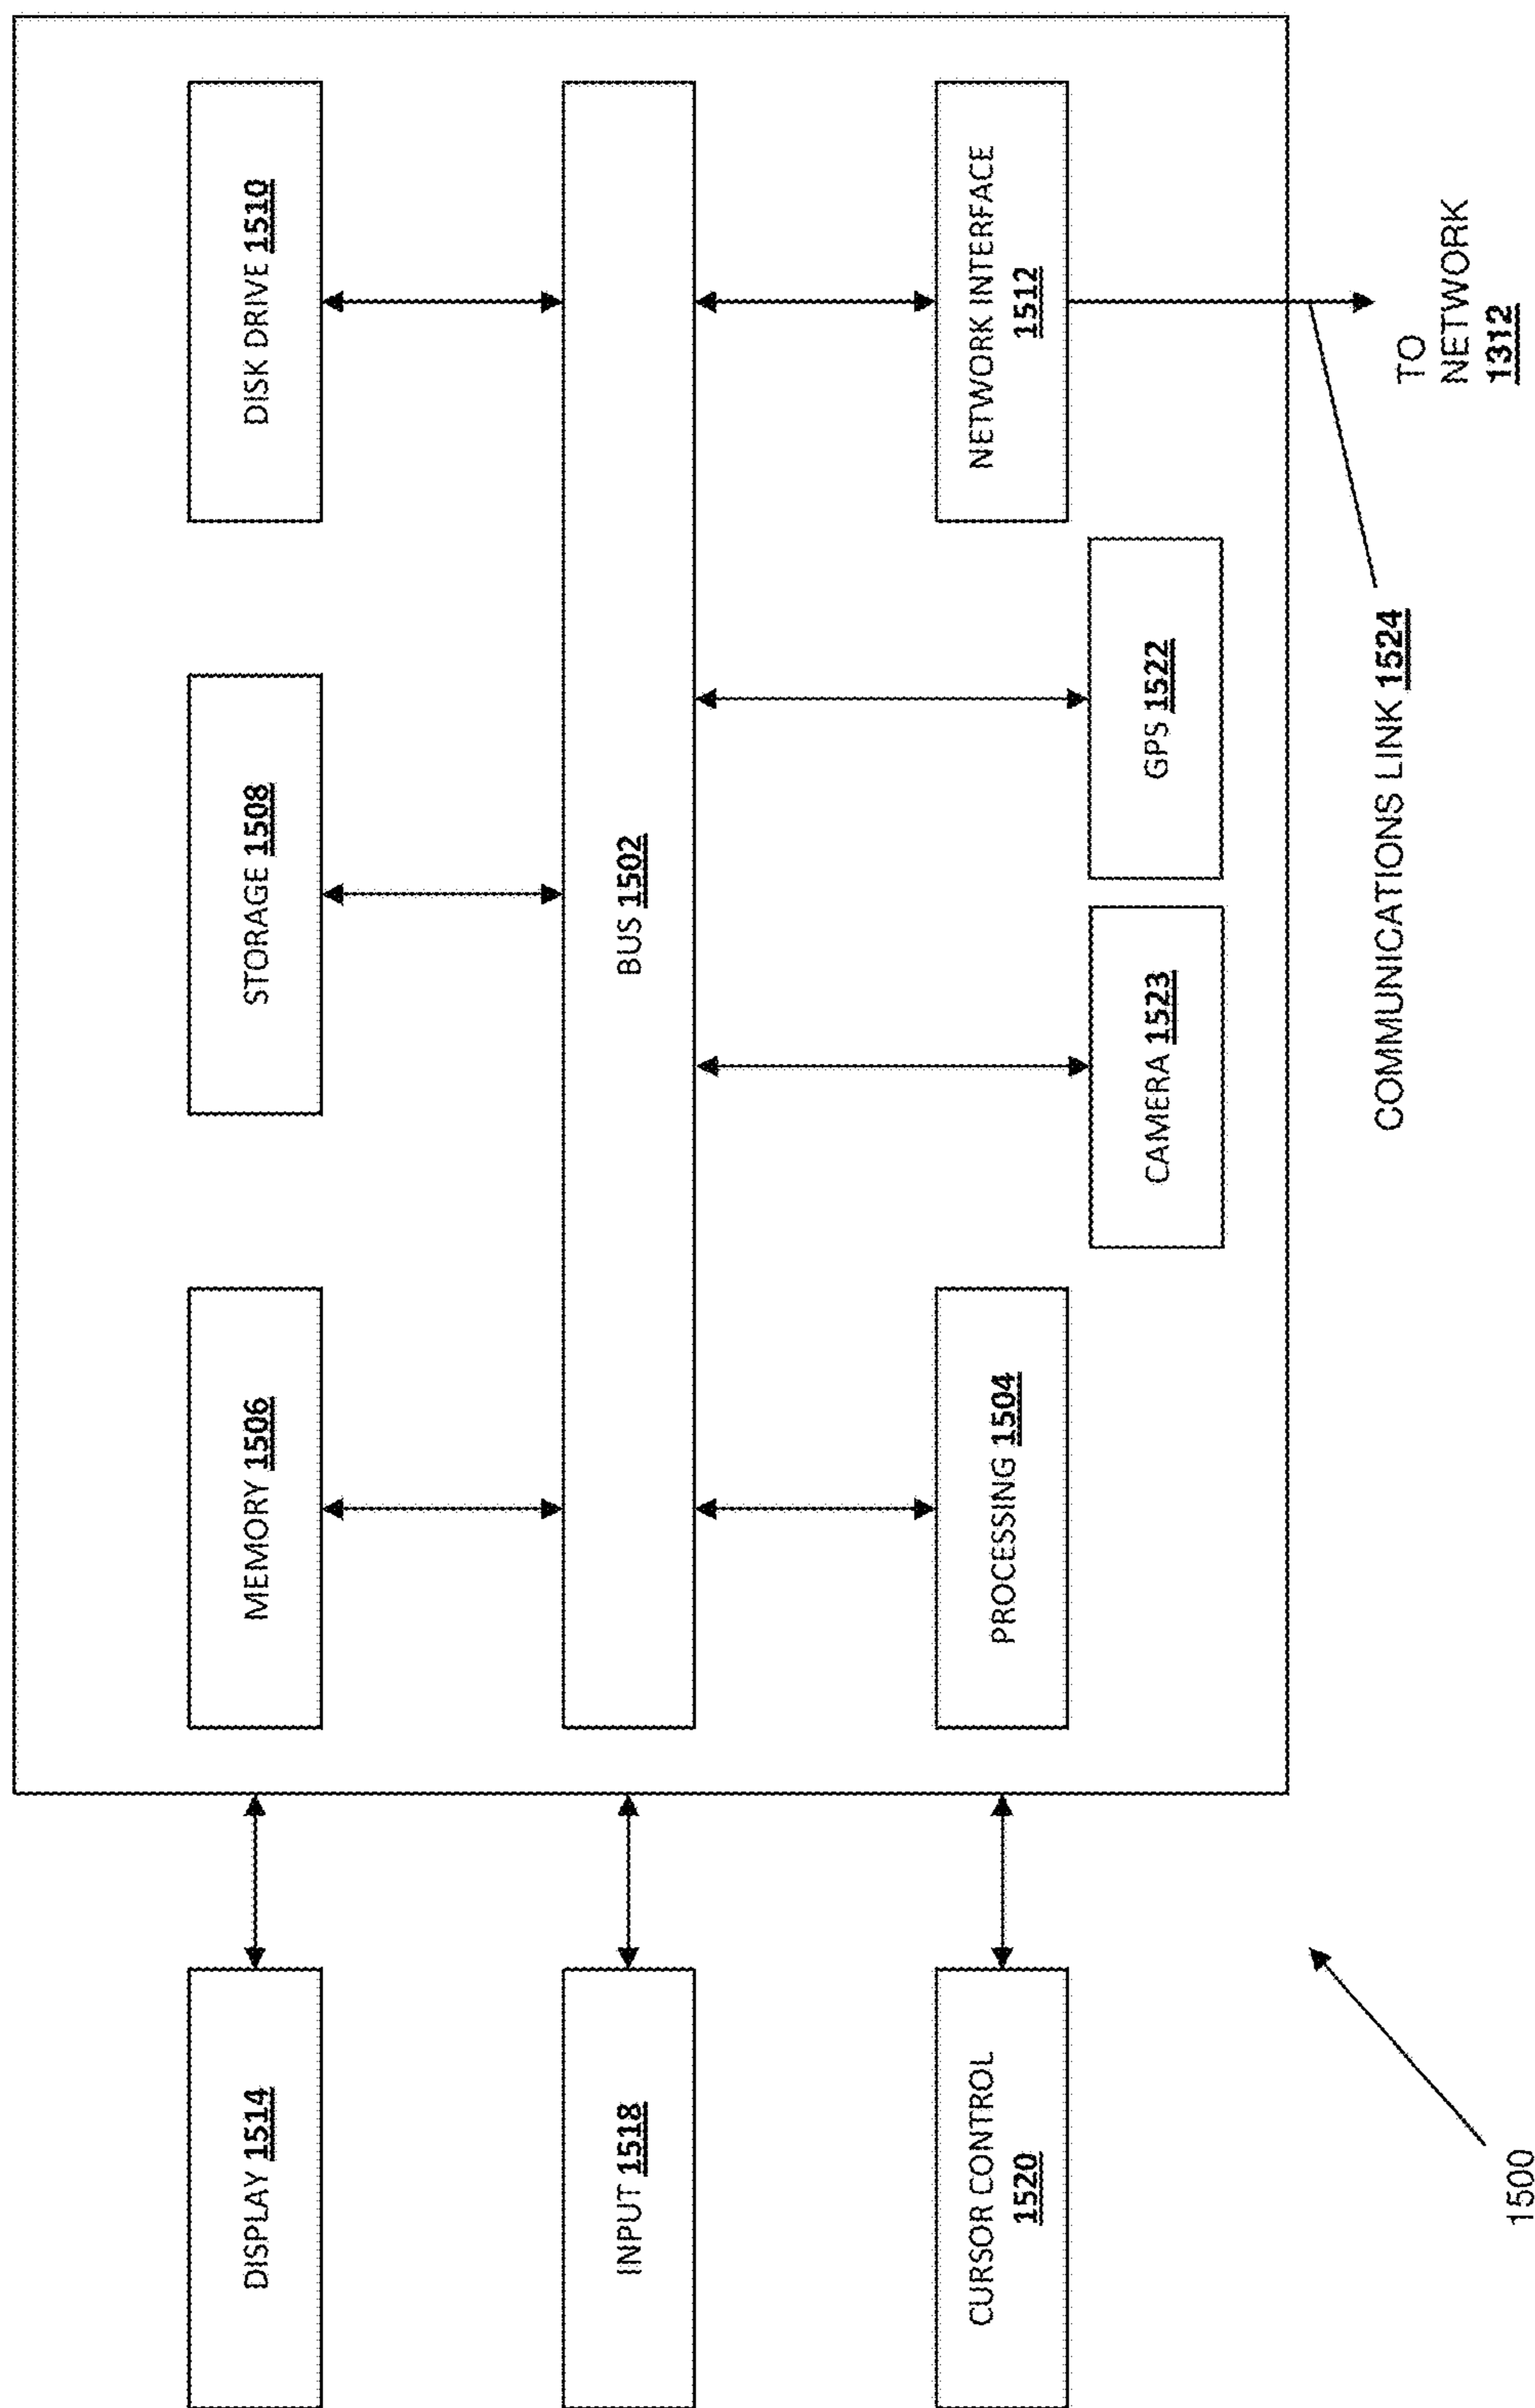 DISPLAY 1514
MEMORY 1506
STORAGE 1508
DISK DRIVE 1510
INPUT 1518
BUS 1502
CURSOR CONTROL
1520
PROCESSING 1504
NETWORK INTERFACE
1512
CAMERA 1523
GPS 1522
COMMUNICATIONS LINK 1524
TO
NETWORK
1312
1500